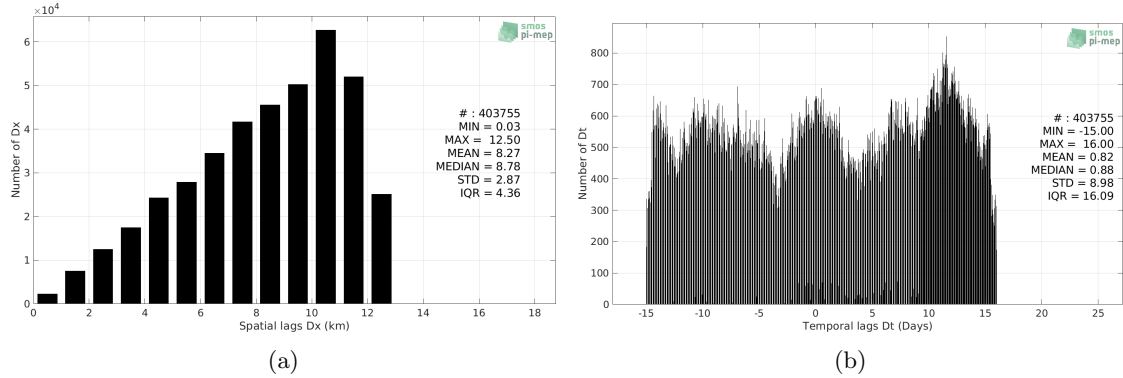 ×10⁴
6
5
4
3
2
1
0
Number of Dx
0 2 4 6 8 10 12 14 16 18
Spatial lags Dx (km)
smos
pi-mep
# : 403755
MIN = 0.03
MAX = 12.50
MEAN = 8.27
MEDIAN = 8.78
STD = 2.87
IQR = 4.36
(a)
800
700
600
500
400
300
200
100
0
Number of Dt
-15 -10 -5 0 5 10 15 20 25
Temporal lags Dt (Days)
smos
pi-mep
# : 403755
MIN = -15.00
MAX = 16.00
MEAN = 0.82
MEDIAN = 0.88
STD = 8.98
IQR = 16.09
(b)